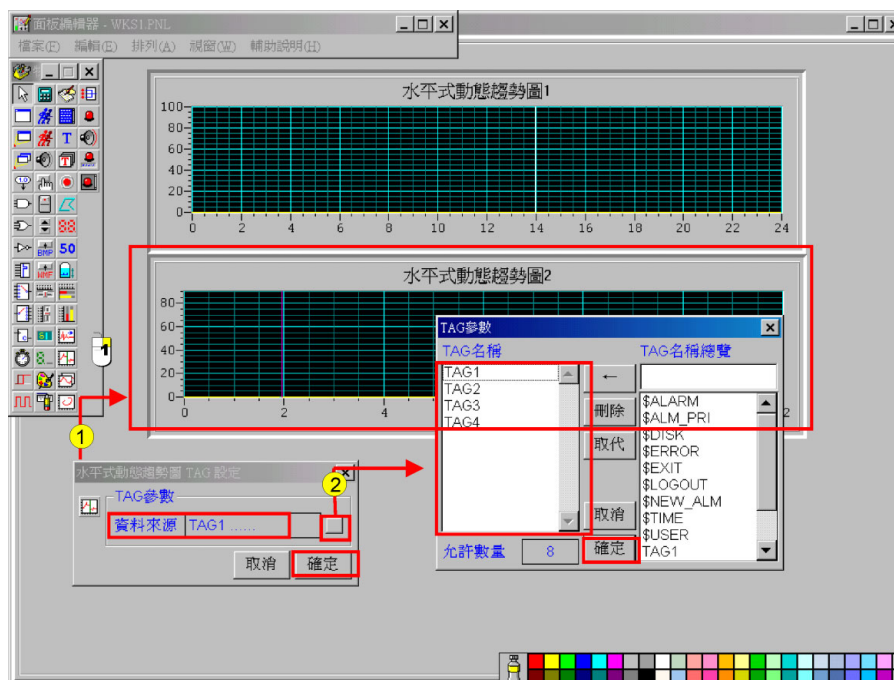 面板編輯器 - WKS1.PNL
檔案(F) 編輯(E) 排列(A) 視窗(W) 輔助說明(H)
水平式動態趨勢圖1
100
80
60
40
20
0
0 2 4 6 8 10 12 14 16 18 20 22 24
水平式動態趨勢圖2
80
60
40
20
0
0 2 4 2
1.0
T
T
88
BMP 50
WMF
8
1
1
水平式動態趨勢圖 TAG 設定
2
TAG參數
資料來源 TAG1 ......
取消 確定
TAG參數
TAG名稱 TAG名稱總覽
TAG1
TAG2
TAG3
TAG4
←
刪除
取代
取消
確定
允許數量 8
$ALARM
$ALM_PRI
$DISK
$ERROR
$EXIT
$LOGOUT
$NEW_ALM
$TIME
$USER
TAG1